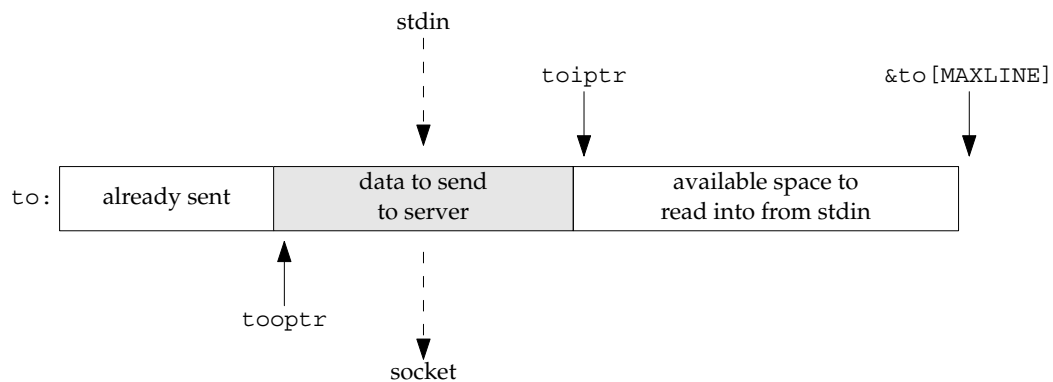 stdin
toiptr
&to[MAXLINE]
to:
already sent
data to send
to server
available space to
read into from stdin
tooptr
socket